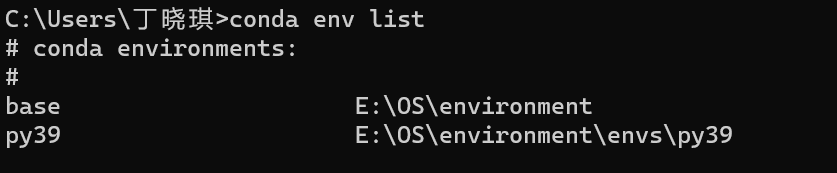 C:\Users\丁晓琪>conda env list
# conda environments:
#
base                     E:\OS\environment
py39                     E:\OS\environment\envs\py39